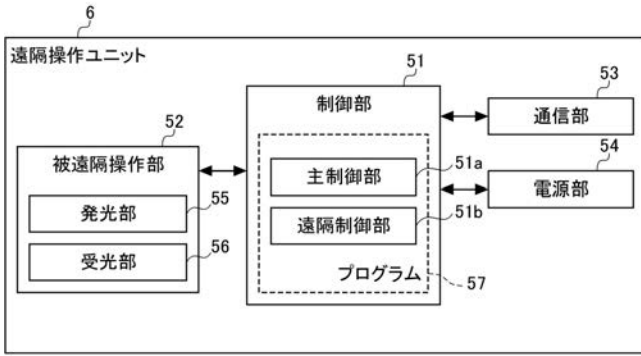 6
遠隔操作ユニット
51
制御部
53
通信部
52
被遠隔操作部
54
電源部
主制御部
51a
発光部
55
遠隔制御部
51b
受光部
56
プログラム
57